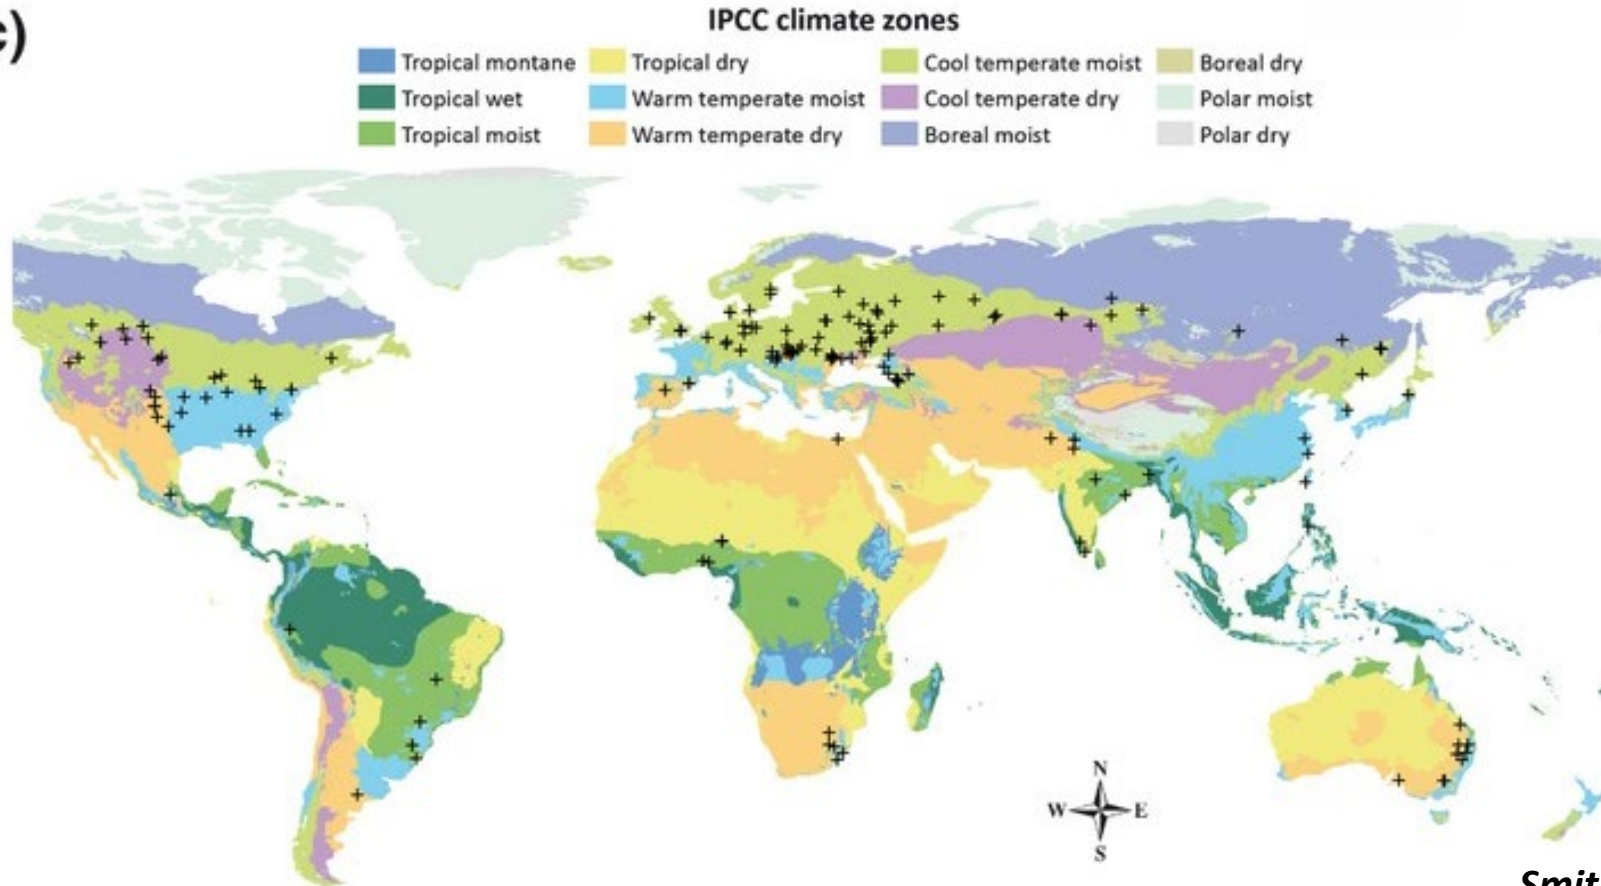 c)
IPCC climate zones
Tropical montane
Tropical dry
Cool temperate moist
Boreal dry
Tropical wet
Warm temperate moist
Cool temperate dry
Polar moist
Tropical moist
Warm temperate dry
Boreal moist
Polar dry
N
W E
S
Smit